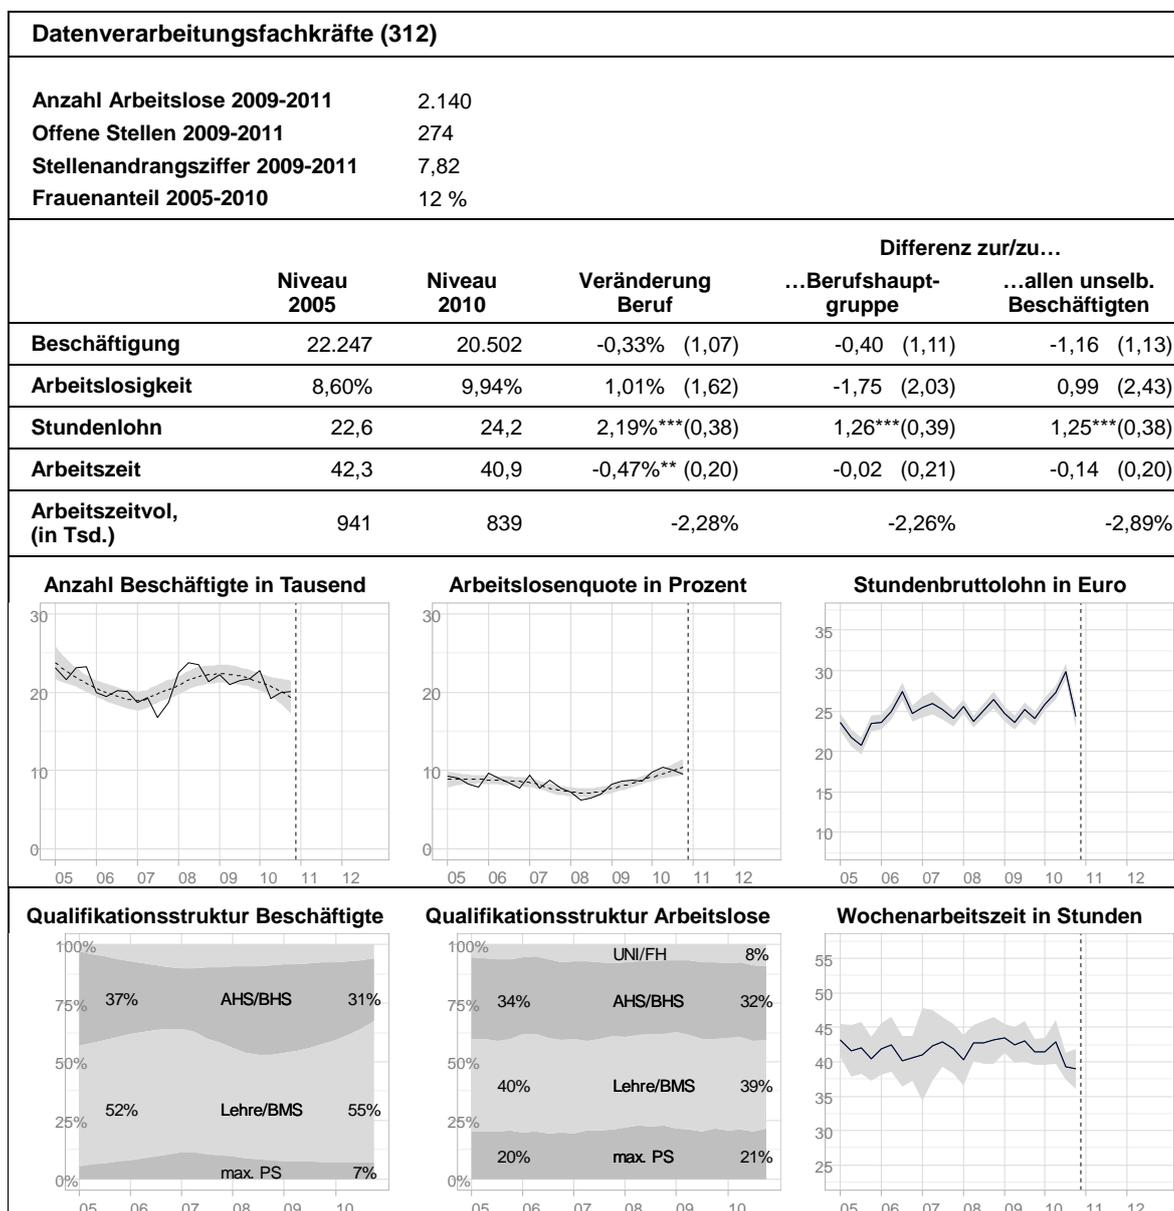 Datenverarbeitungsfachkräfte (312)
Anzahl Arbeitslose 2009-2011 2.140
Offene Stellen 2009-2011 274
Stellenandrangsziffer 2009-2011 7,82
Frauenanteil 2005-2010 12 %
Differenz zur/zu…
Niveau Niveau Veränderung …Berufshaupt- …allen unselb.
2005 2010 Beruf gruppe Beschäftigten
Beschäftigung 22.247 20.502 -0,33% (1,07) -0,40 (1,11) -1,16 (1,13)
Arbeitslosigkeit 8,60% 9,94% 1,01% (1,62) -1,75 (2,03) 0,99 (2,43)
Stundenlohn 22,6 24,2 2,19%***(0,38) 1,26***(0,39) 1,25***(0,38)
Arbeitszeit 42,3 40,9 -0,47%** (0,20) -0,02 (0,21) -0,14 (0,20)
Arbeitszeitvol,
(in Tsd.) 941 839 -2,28% -2,26% -2,89%
Anzahl Beschäftigte in Tausend
30
20
10
0
05 06 07 08 09 10 11 12
Arbeitslosenquote in Prozent
30
20
10
0
05 06 07 08 09 10 11 12
Stundenbruttolohn in Euro
35
30
25
20
15
10
05 06 07 08 09 10 11 12
Qualifikationsstruktur Beschäftigte
100%
75% 37% AHS/BHS 31%
50%
25% 52% Lehre/BMS 55%
0% max. PS 7%
05 06 07 08 09 10
Qualifikationsstruktur Arbeitslose
100% UNI/FH 8%
75% 34% AHS/BHS 32%
50% 40% Lehre/BMS 39%
25%
20% max. PS 21%
0%
05 06 07 08 09 10
Wochenarbeitszeit in Stunden
55
50
45
40
35
30
25
05 06 07 08 09 10 11 12